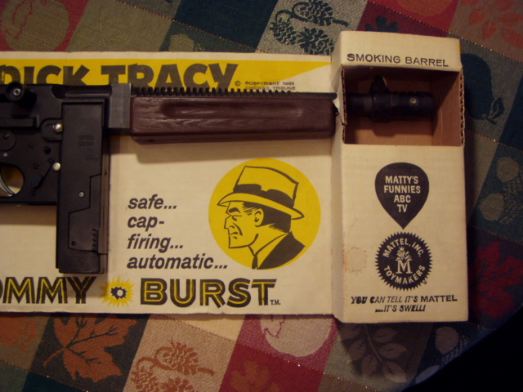 DICK TRACY
SMOKING BARREL
MATTY'S
FUNNIES
ABC
TV
safe...
cap-
firing...
automatic...
MATTEL, INC.
M
TOYMAKERS
OMMY BURST TM
YOU CAN TELL IT'S MATTEL
...IT'S SWELL!